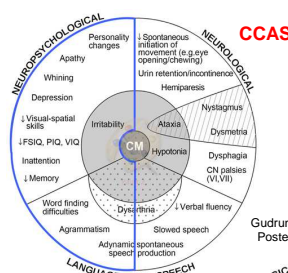 NEUROPSYCHOLOGICAL
Personality
changes
Apathy
Whining
Depression
↓Visual-spatial
skills
↓FSIQ, PIQ, VIQ
Inattention
↓Memory
Irritability
CM
NEUROLOGICAL
↓Spontaneous
initiation of
movement (e.g.eye
opening/chewing)
Urin retention/incontinence
Hemiparesis
Nystagmus
Ataxia
Dysmetria
Hypotonia
Dysphagia
CN palsies
(VI,VII)
Word finding
difficulties
Agrammatism
Dysarthria
↓Verbal fluency
Slowed speech
Adynamic spontaneous
speech production
CCAS
Gudrun
Poste